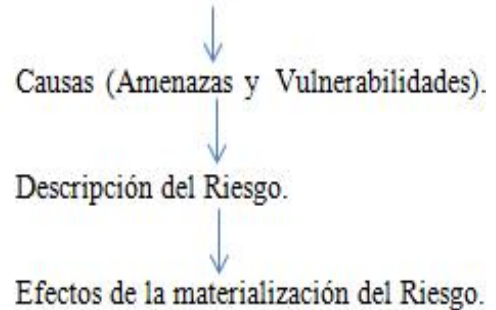 Causas (Amenazas y Vulnerabilidades).
Descripción del Riesgo.
Efectos de la materialización del Riesgo.